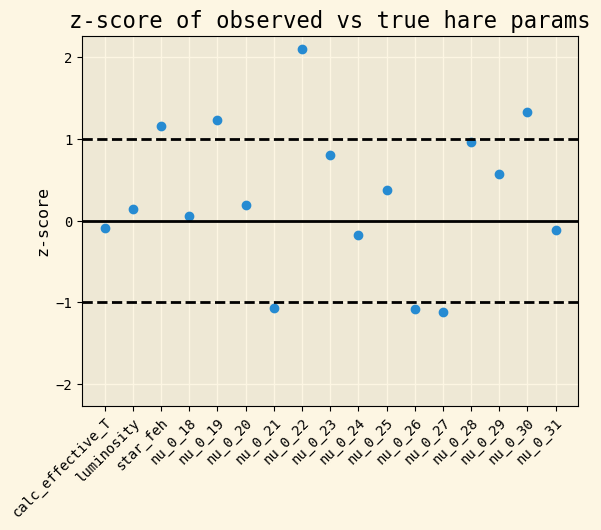 z-score of observed vs true hare params
z-score
2
1
0
−1
−2
calc_effective_T
luminosity
star_feh
nu_0_18
nu_0_19
nu_0_20
nu_0_21
nu_0_22
nu_0_23
nu_0_24
nu_0_25
nu_0_26
nu_0_27
nu_0_28
nu_0_29
nu_0_30
nu_0_31